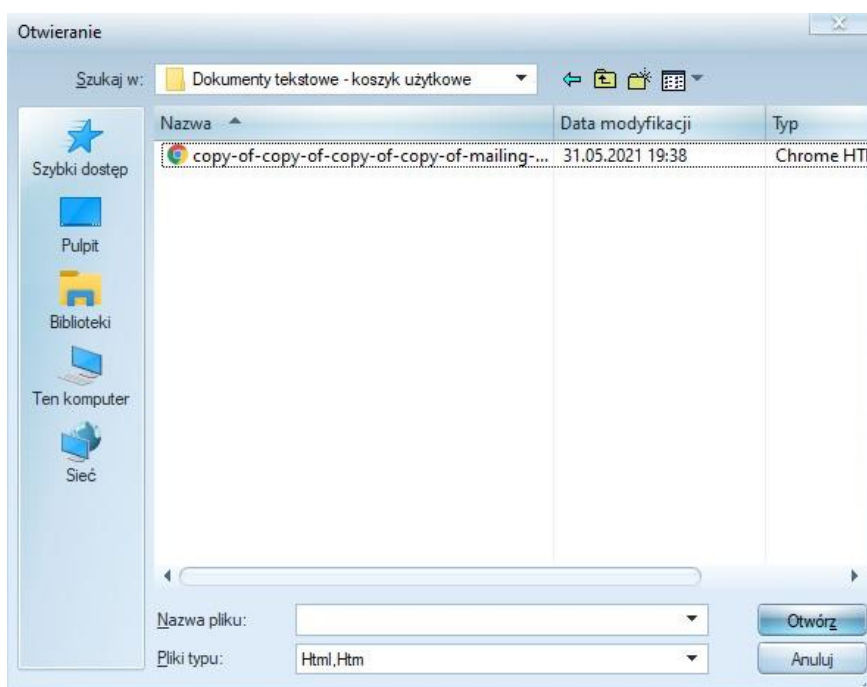 Otwieranie
Szukaj w: Dokumenty tekstowe - koszyk użytkowe
Nazwa Data modyfikacji Typ
copy-of-copy-of-copy-of-copy-of-mailing-... 31.05.2021 19:38 Chrome HT
Szybki dostęp
Pulpit
Biblioteki
Ten komputer
Sieć
Nazwa pliku: Otwórz
Pliki typu: Html,Htm Anuluj